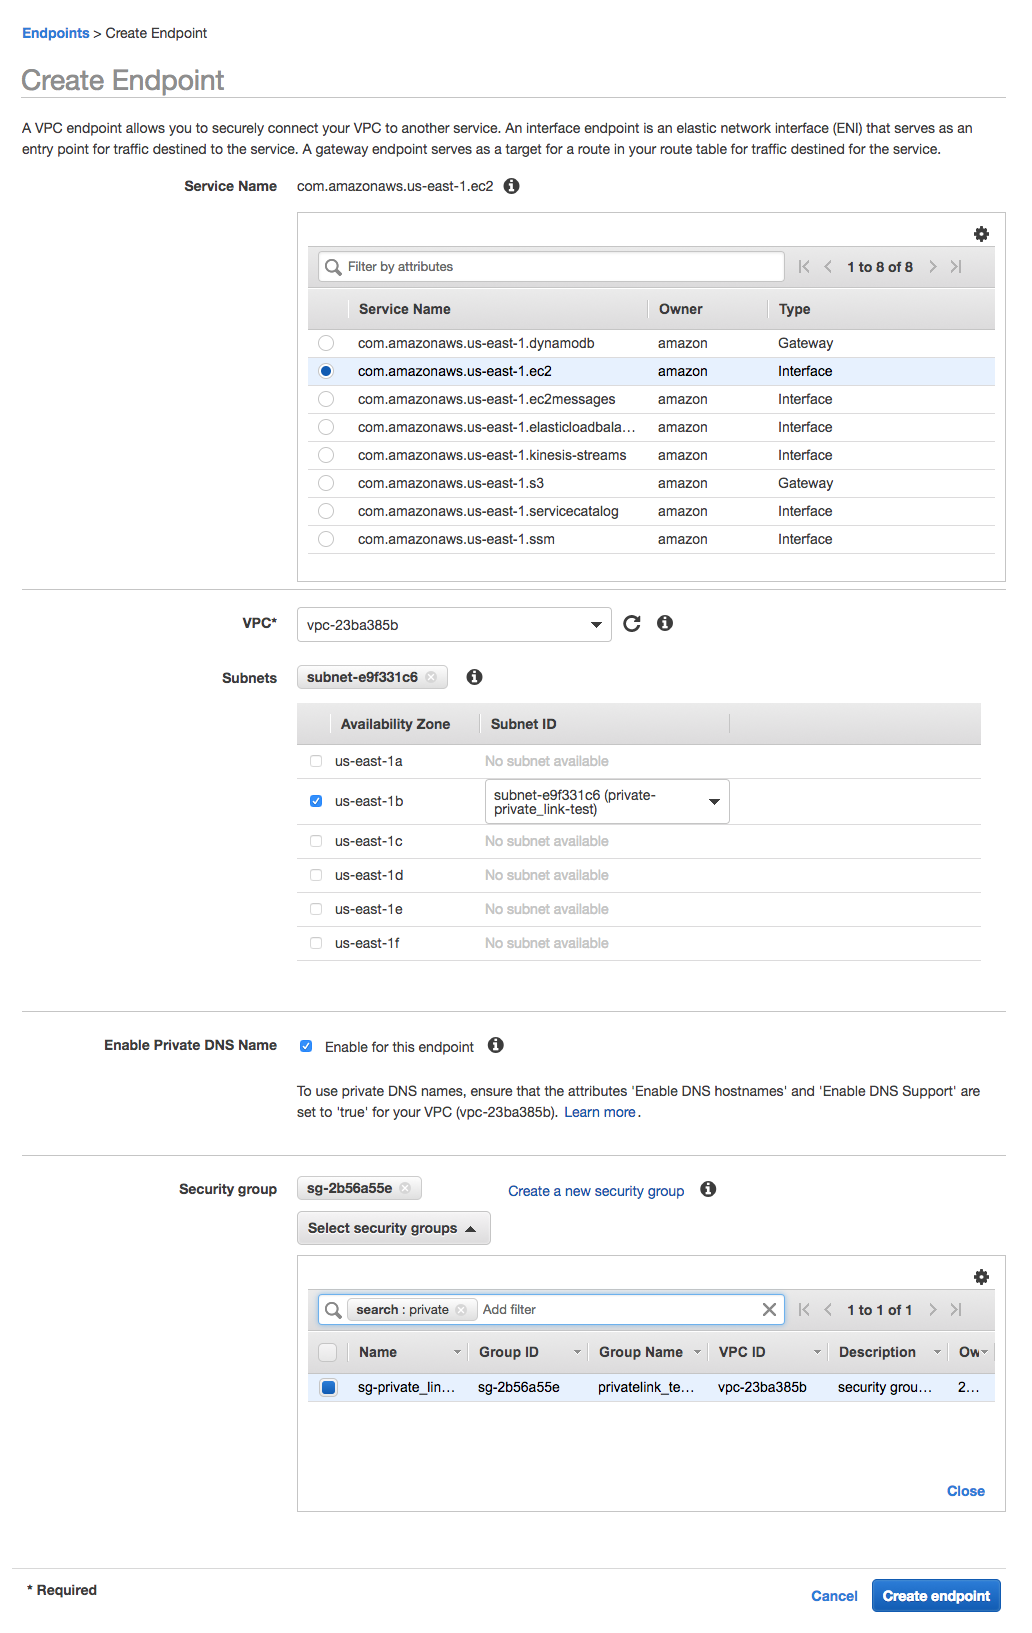 Endpoints > Create Endpoint
Create Endpoint
A VPC endpoint allows you to securely connect your VPC to another service. An interface endpoint is an elastic network interface (ENI) that serves as an
entry point for traffic destined to the service. A gateway endpoint serves as a target for a route in your route table for traffic destined for the service.
Service Name com.amazonaws.us-east-1.ec2
Filter by attributes 1 to 8 of 8
Service Name Owner Type
com.amazonaws.us-east-1.dynamodb amazon Gateway
com.amazonaws.us-east-1.ec2 amazon Interface
com.amazonaws.us-east-1.ec2messages amazon Interface
com.amazonaws.us-east-1.elasticloadbala... amazon Interface
com.amazonaws.us-east-1.kinesis-streams amazon Interface
com.amazonaws.us-east-1.s3 amazon Gateway
com.amazonaws.us-east-1.servicecatalog amazon Interface
com.amazonaws.us-east-1.ssm amazon Interface
VPC* vpc-23ba385b
Subnets subnet-e9f331c6
Availability Zone Subnet ID
us-east-1a No subnet available
us-east-1b subnet-e9f331c6 (private-
private_link-test)
us-east-1c No subnet available
us-east-1d No subnet available
us-east-1e No subnet available
us-east-1f No subnet available
Enable Private DNS Name Enable for this endpoint
To use private DNS names, ensure that the attributes 'Enable DNS hostnames' and 'Enable DNS Support' are
set to 'true' for your VPC (vpc-23ba385b). Learn more.
Security group sg-2b56a55e Create a new security group
Select security groups
search : private Add filter 1 to 1 of 1
Name Group ID Group Name VPC ID Description Ow
sg-private_lin... sg-2b56a55e privatelink_te... vpc-23ba385b security grou... 2...
Close
* Required Cancel Create endpoint